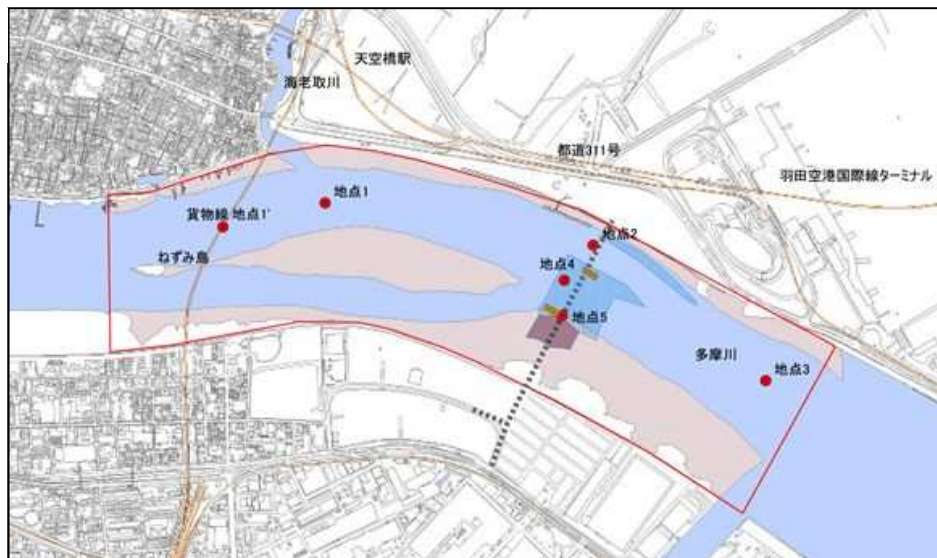 天空橋駅
海老取川
都道311号
羽田空港国際線ターミナル
地点1
貨物線 地点1'
地点2
ねずみ島
地点4
地点5
多摩川
地点3